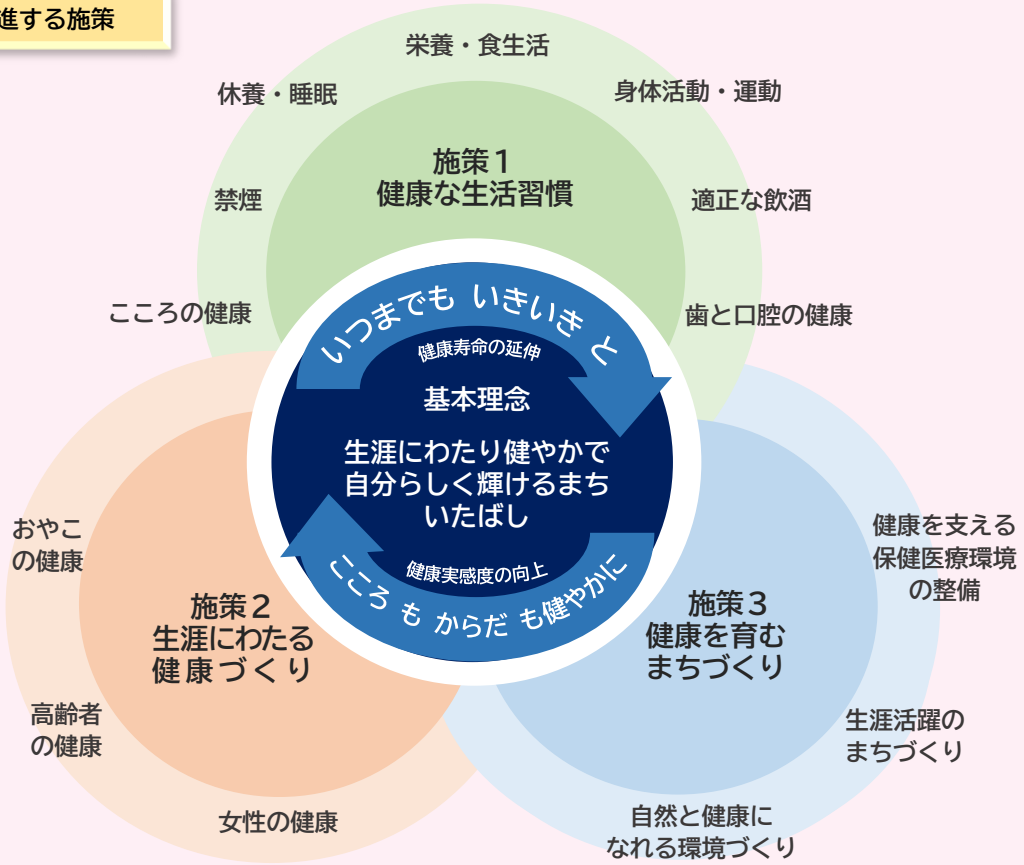 進する施策
栄養・食生活
休養・睡眠
身体活動・運動
施策１
健康な生活習慣
禁煙
適正な飲酒
こころの健康
歯と口腔の健康
いつまでも いきいき と
健康寿命の延伸
基本理念
生涯にわたり健やかで
自分らしく輝けるまち
いたばし
健康実感度の向上
こころ も からだ も健やかに
おやこ
の健康
施策２
生涯にわたる
健康づくり
高齢者
の健康
女性の健康
健康を支える
保健医療環境
の整備
施策３
健康を育む
まちづくり
生涯活躍の
まちづくり
自然と健康に
なれる環境づくり